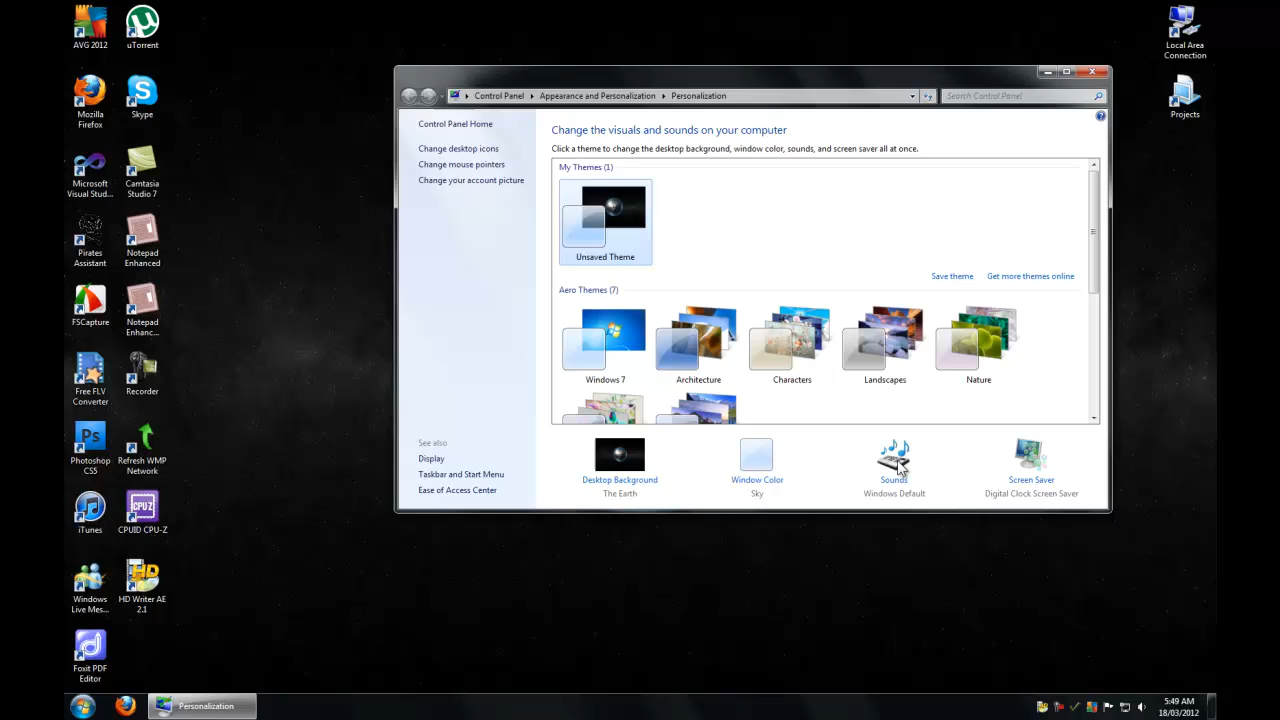 AVG 2012
uTorrent
Mozilla
Firefox
Skype
Microsoft
Visual Stud...
Camtasia
Studio 7
Pirates
Assistant
Notepad
Enhanced
FSCapture
Notepad
Enhanc...
Free FLV
Converter
Recorder
Ps
Photoshop
CS5
Refresh WMP
Network
iTunes
CPU-Z
CPUID CPU-Z
Windows
Live Mes...
HD
HD Writer AE
2.1
Foxit PDF
Editor
Local Area
Connection
Projects
Control Panel
Appearance and Personalization
Personalization
Search Control Panel
Control Panel Home
Change desktop icons
Change mouse pointers
Change your account picture
See also
Display
Taskbar and Start Menu
Ease of Access Center
Change the visuals and sounds on your computer
Click a theme to change the desktop background, window color, sounds, and screen saver all at once.
My Themes (1)
Unsaved Theme
Save theme
Get more themes online
Aero Themes (7)
Windows 7
Architecture
Characters
Landscapes
Nature
Desktop Background
The Earth
Window Color
Sky
Sounds
Windows Default
Screen Saver
Digital Clock Screen Saver
Personalization
5:49 AM
18/03/2012